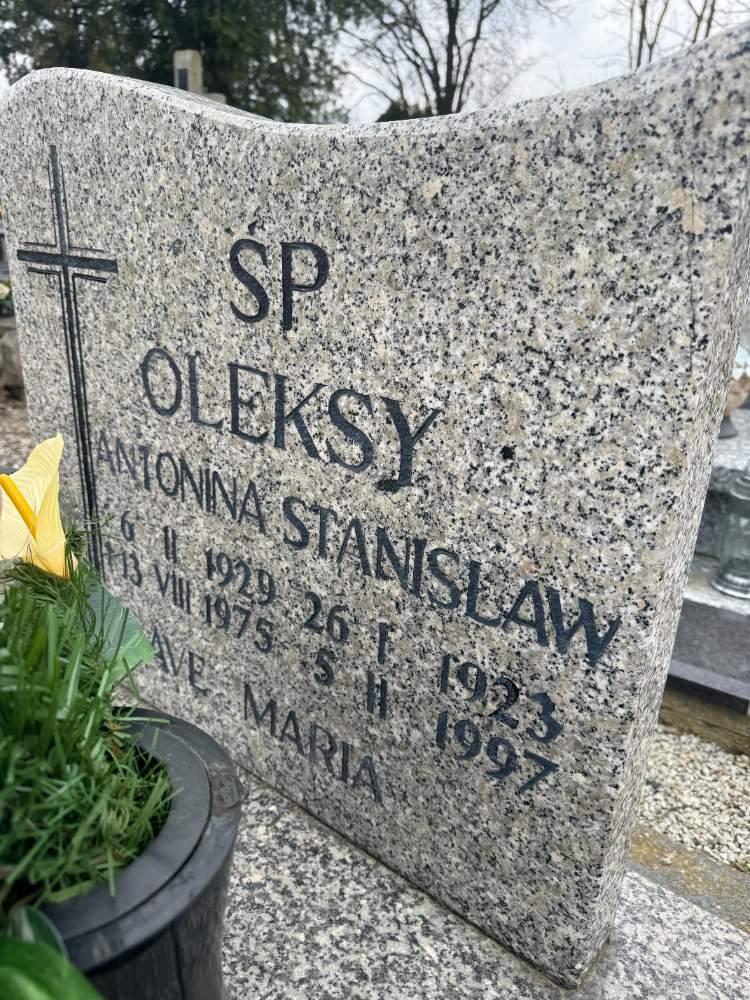 ŚP
OLEKSY
ANTONINA STANISŁAW
6 II 1929 26 I 1923
†13 VIII 1975 5 II 1997
AVE MARIA